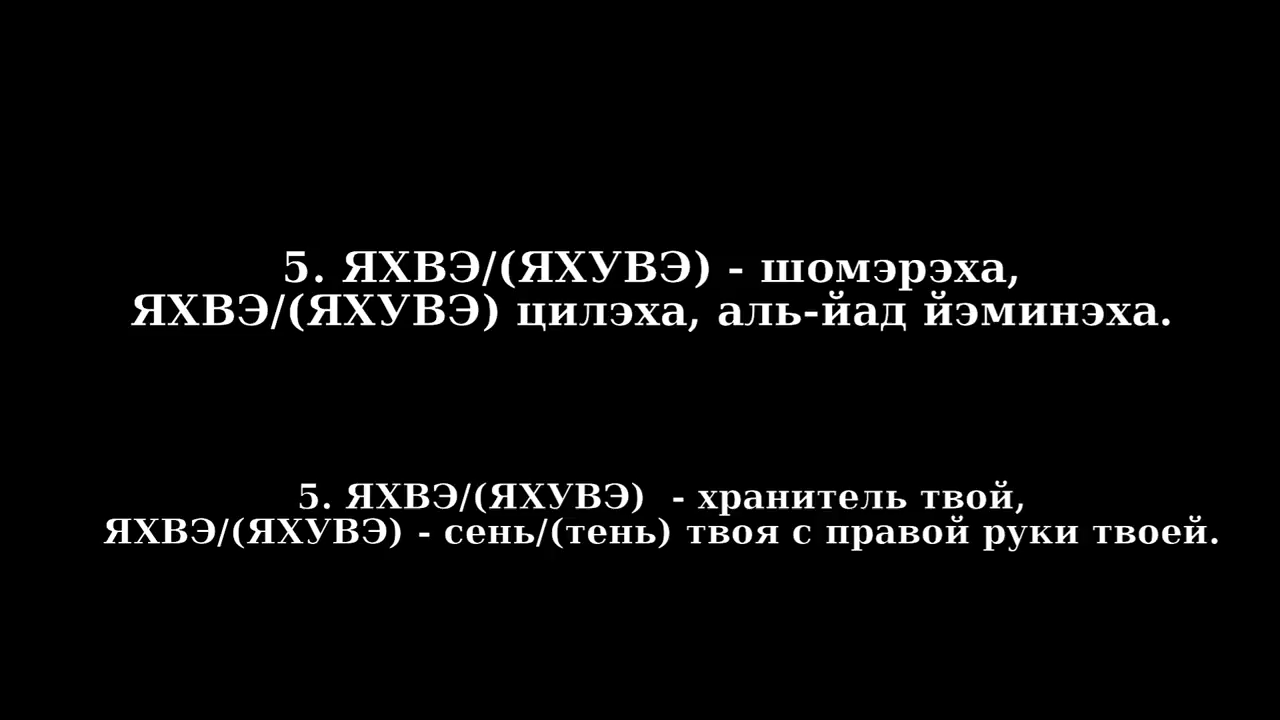 5. ЯХВЭ/(ЯХУВЭ) - шомэрэха,
ЯХВЭ/(ЯХУВЭ) цилэха, аль-йад йэминэха.
5. ЯХВЭ/(ЯХУВЭ)  - хранитель твой,
ЯХВЭ/(ЯХУВЭ) - сень/(тень) твоя с правой руки твоей.